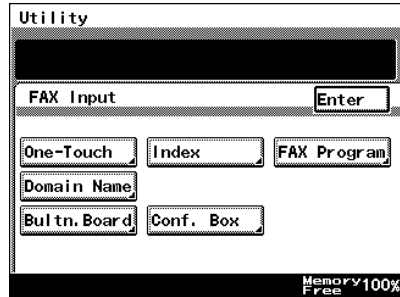 Utility
FAX Input
Enter
One-Touch Index FAX Program
Domain Name
Bultn.Board Conf. Box
Memory
Free 100%